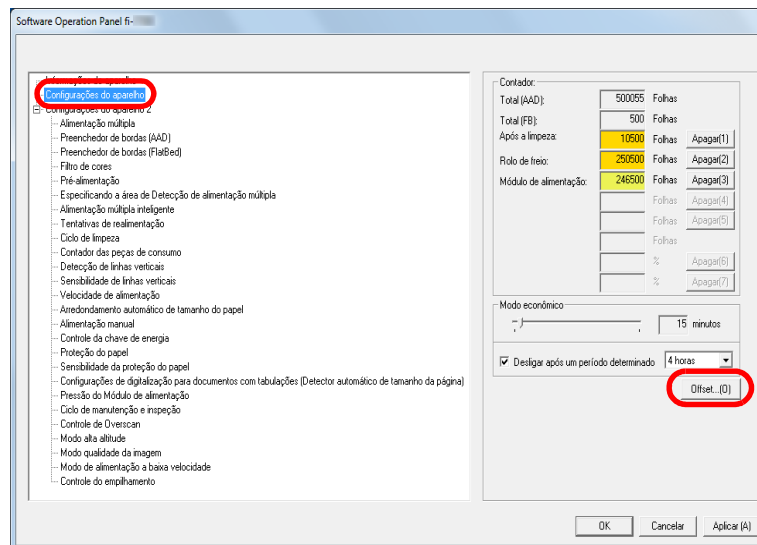 Software Operation Panel fi-
Informações do aparelho
Configurações do aparelho
Configurações do aparelho 2
Alimentação múltipla
Preenchedor de bordas (AAD)
Preenchedor de bordas (FlatBed)
Filtro de cores
Pré-alimentação
Especificando a área de Detecção de alimentação múltipla
Alimentação múltipla inteligente
Tentativas de realimentação
Ciclo de limpeza
Contador das peças de consumo
Detecção de linhas verticais
Sensibilidade de linhas verticais
Velocidade de alimentação
Arredondamento automático de tamanho do papel
Alimentação manual
Controle da chave de energia
Proteção do papel
Sensibilidade da proteção do papel
Configurações de digitalização para documentos com tabulações (Detector automático de tamanho da página)
Pressão do Módulo de alimentação
Ciclo de manutenção e inspeção
Controle de Overscan
Modo alta altitude
Modo qualidade da imagem
Modo de alimentação a baixa velocidade
Controle do empilhamento
Contador:
Total (AAD): 500055 Folhas
Total (FB): 500 Folhas
Após a limpeza: 10500 Folhas Apagar(1)
Rolo de freio: 250500 Folhas Apagar(2)
Módulo de alimentação: 246500 Folhas Apagar(3)
Folhas Apagar(4)
Folhas Apagar(5)
Folhas
% Apagar(6)
% Apagar(7)
Modo econômico
15 minutos
Desligar após um período determinado 4 horas
Offset...(O)
OK Cancelar Aplicar (A)